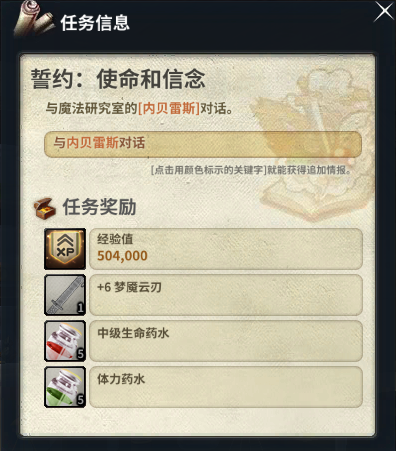 任务信息
誓约：使命和信念
与魔法研究室的[内贝雷斯]对话。
与内贝雷斯对话
[点击用颜色标示的关键字]就能获得追加情报。
任务奖励
XP
经验值
504,000
1
+6 梦魇云刃
5
中级生命药水
5
体力药水